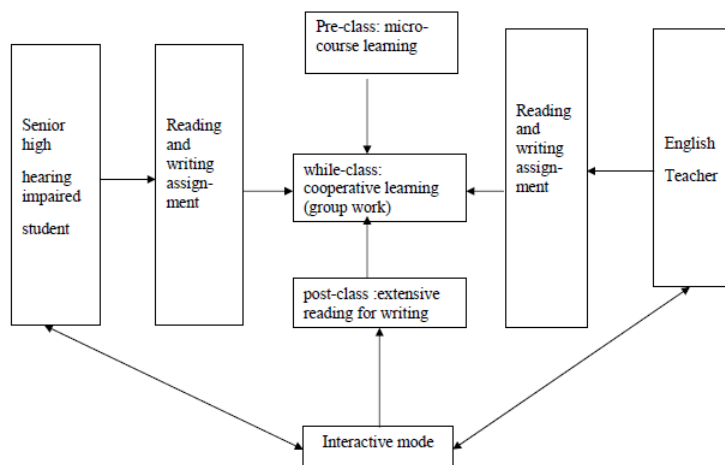 Pre-class: micro-
course learning
Senior
high
hearing
impaired
student
Reading
and
writing
assign-
ment
while-class:
cooperative learning
(group work)
Reading
and
writing
assign-
ment
English
Teacher
post-class :extensive
reading for writing
Interactive mode